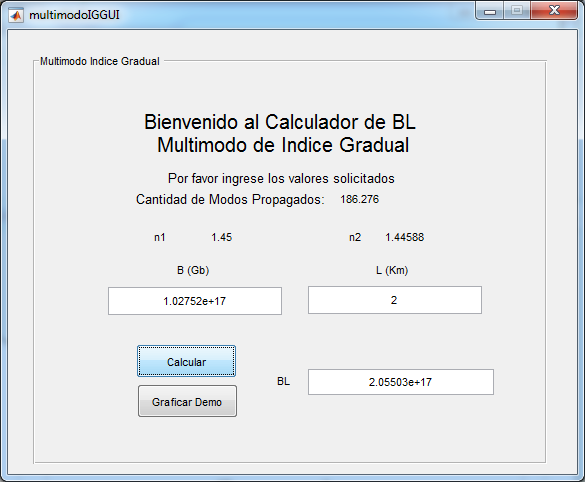 multimodoIGGUI
Multimodo Indice Gradual
Bienvenido al Calculador de BL
Multimodo de Indice Gradual
Por favor ingrese los valores solicitados
Cantidad de Modos Propagados: 186.276
n1 1.45 n2 1.44588
B (Gb) L (Km)
1.02752e+17 2
Calcular
BL 2.05503e+17
Graficar Demo